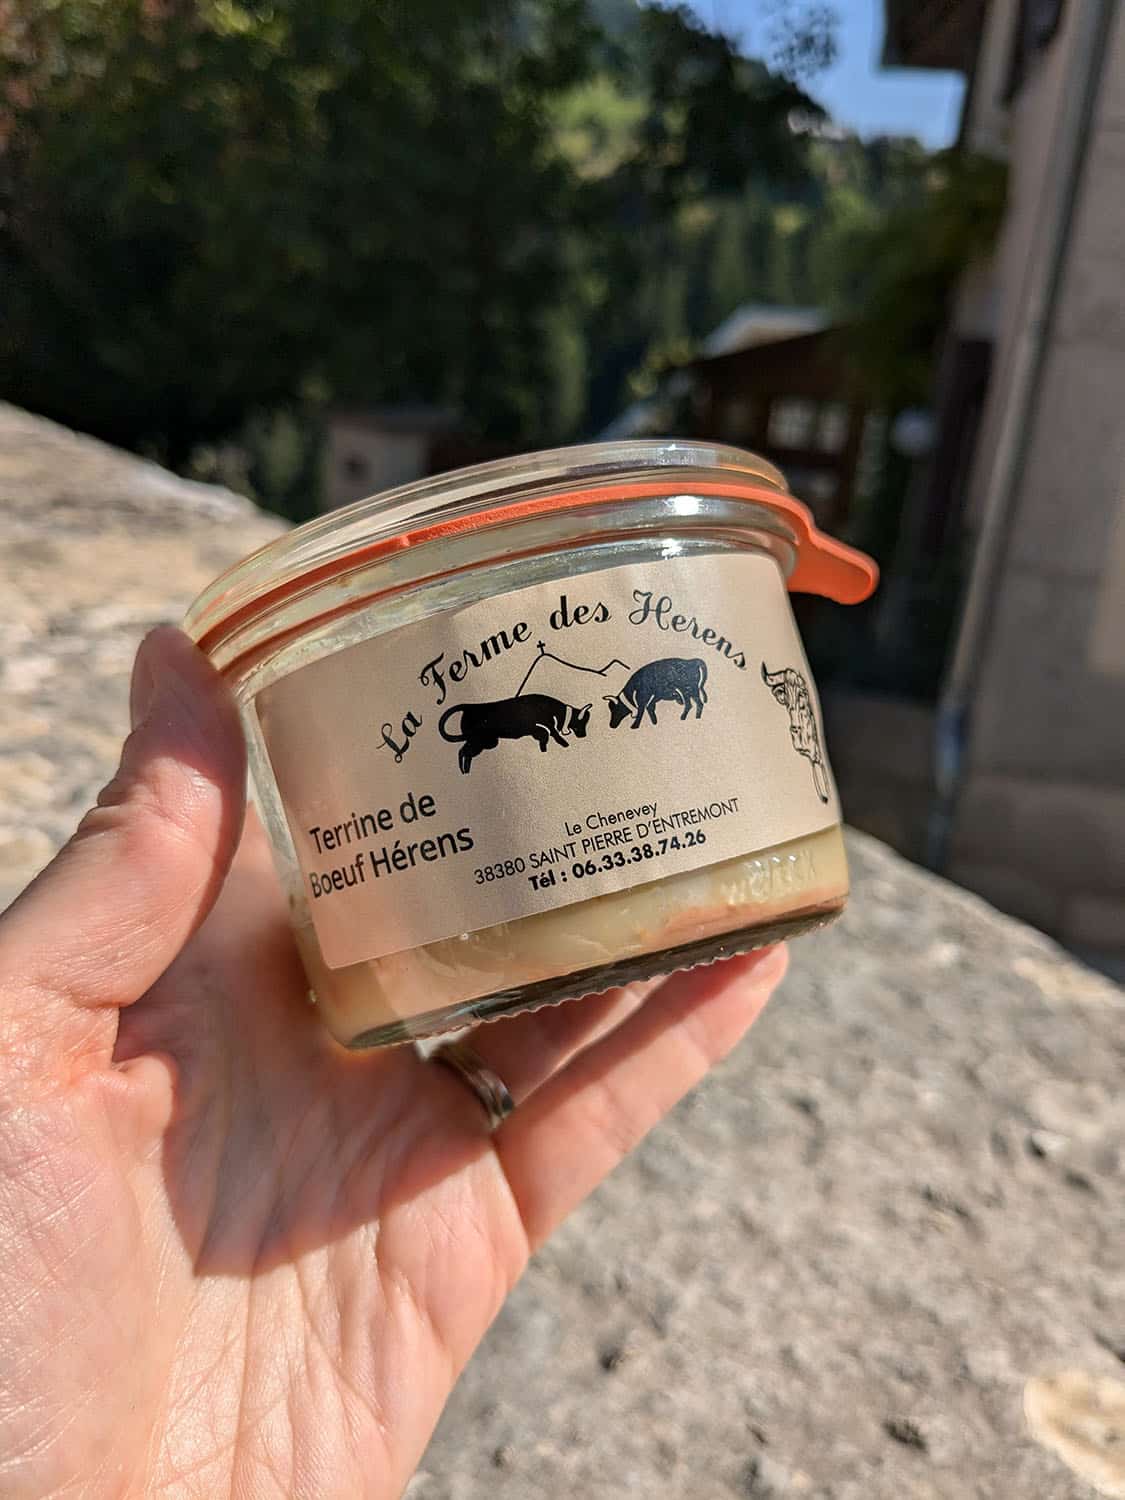 La Ferme des Herens
Terrine de
Boeuf Hérens
Le Chenevey
38380 SAINT PIERRE D'ENTREMONT
Tél : 06.33.38.74.26